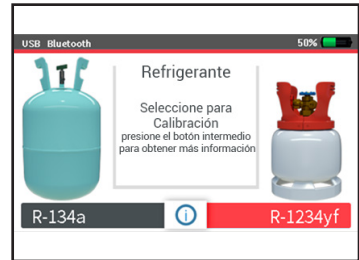 USB Bluetooth 50%
Refrigerante
Seleccione para
Calibración
presione el botón intermedio
para obtener más información
R-134a R-1234yf